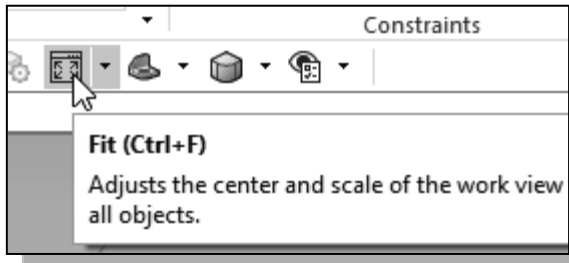 Constraints
Fit (Ctrl+F)
Adjusts the center and scale of the work view
all objects.